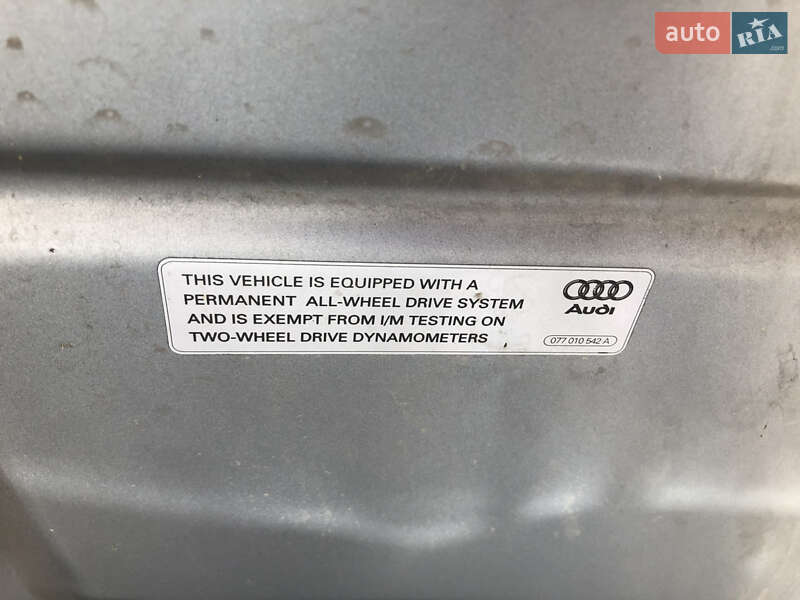 auto RIA .com
THIS VEHICLE IS EQUIPPED WITH A
PERMANENT ALL-WHEEL DRIVE SYSTEM
AND IS EXEMPT FROM I/M TESTING ON
TWO-WHEEL DRIVE DYNAMOMETERS
Audi
077 010 542 A